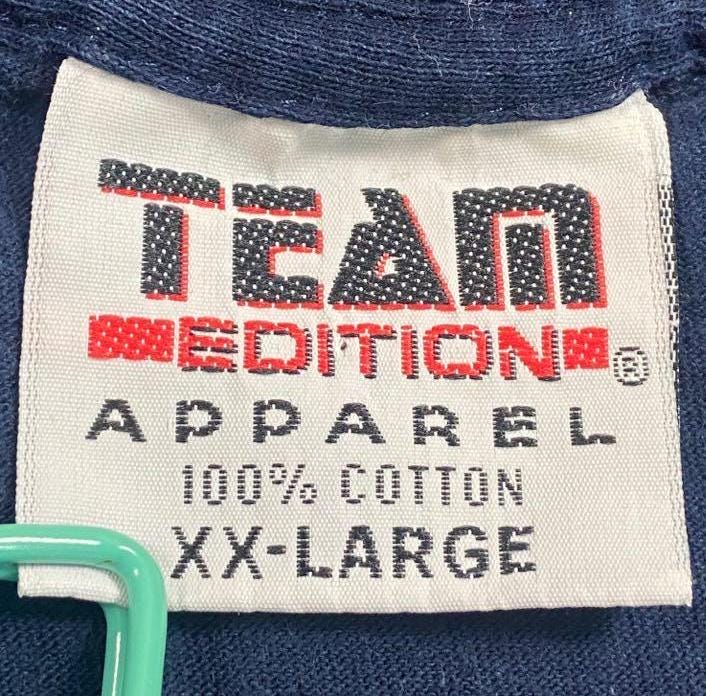 TEAM
EDITION®
APPAREL
100% COTTON
XX-LARGE